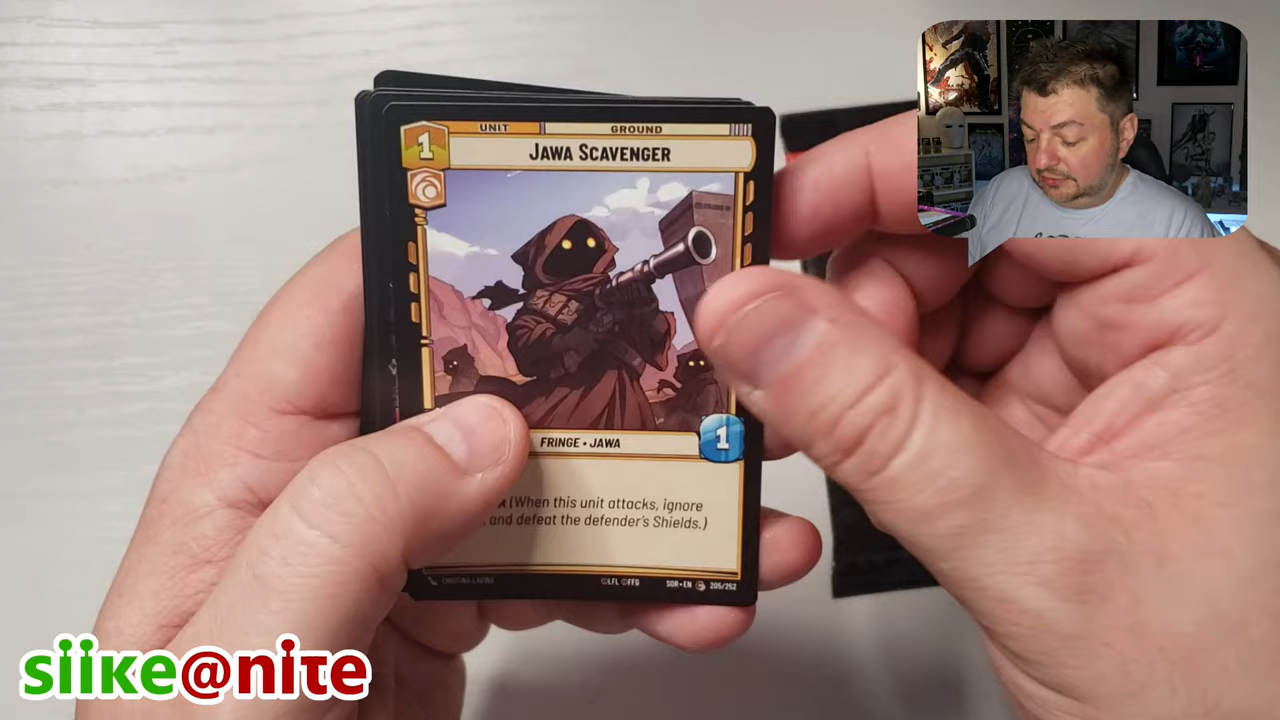 UNIT GROUND
1 JAWA SCAVENGER
FRINGE • JAWA 1
(When this unit attacks, ignore
and defeat the defender's Shields.)
©LFL ©FFG SOR • EN 205/252
siike@nite